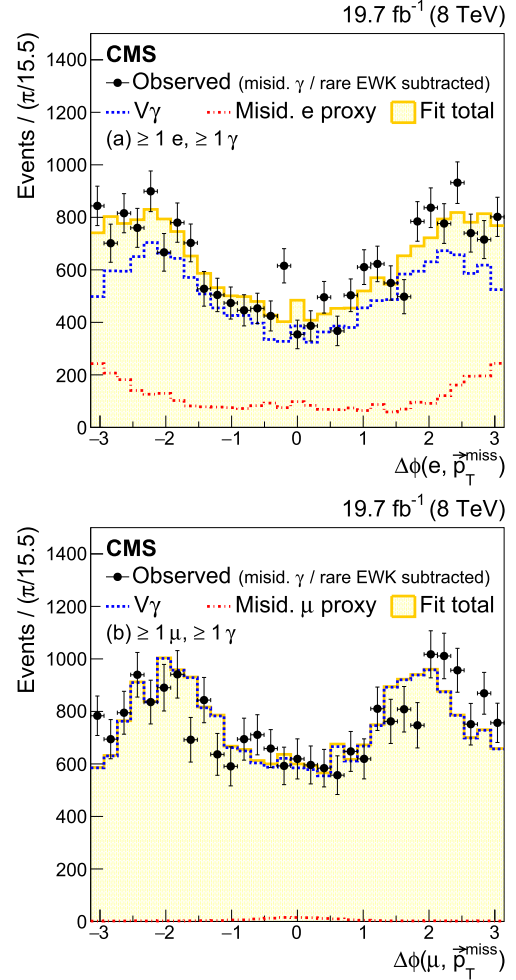 19.7 fb⁻¹ (8 TeV)
Events / (π/15.5)
1400
1200
1000
800
600
400
200
0
CMS
Observed (misid. γ / rare EWK subtracted)
Vγ Misid. e proxy Fit total
(a) ≥ 1 e, ≥ 1 γ
−3 −2 −1 0 1 2 3
Δϕ(e, p⃗_T^miss)
19.7 fb⁻¹ (8 TeV)
Events / (π/15.5)
1400
1200
1000
800
600
400
200
0
CMS
Observed (misid. γ / rare EWK subtracted)
Vγ Misid. μ proxy Fit total
(b) ≥ 1 μ, ≥ 1 γ
−3 −2 −1 0 1 2 3
Δϕ(μ, p⃗_T^miss)